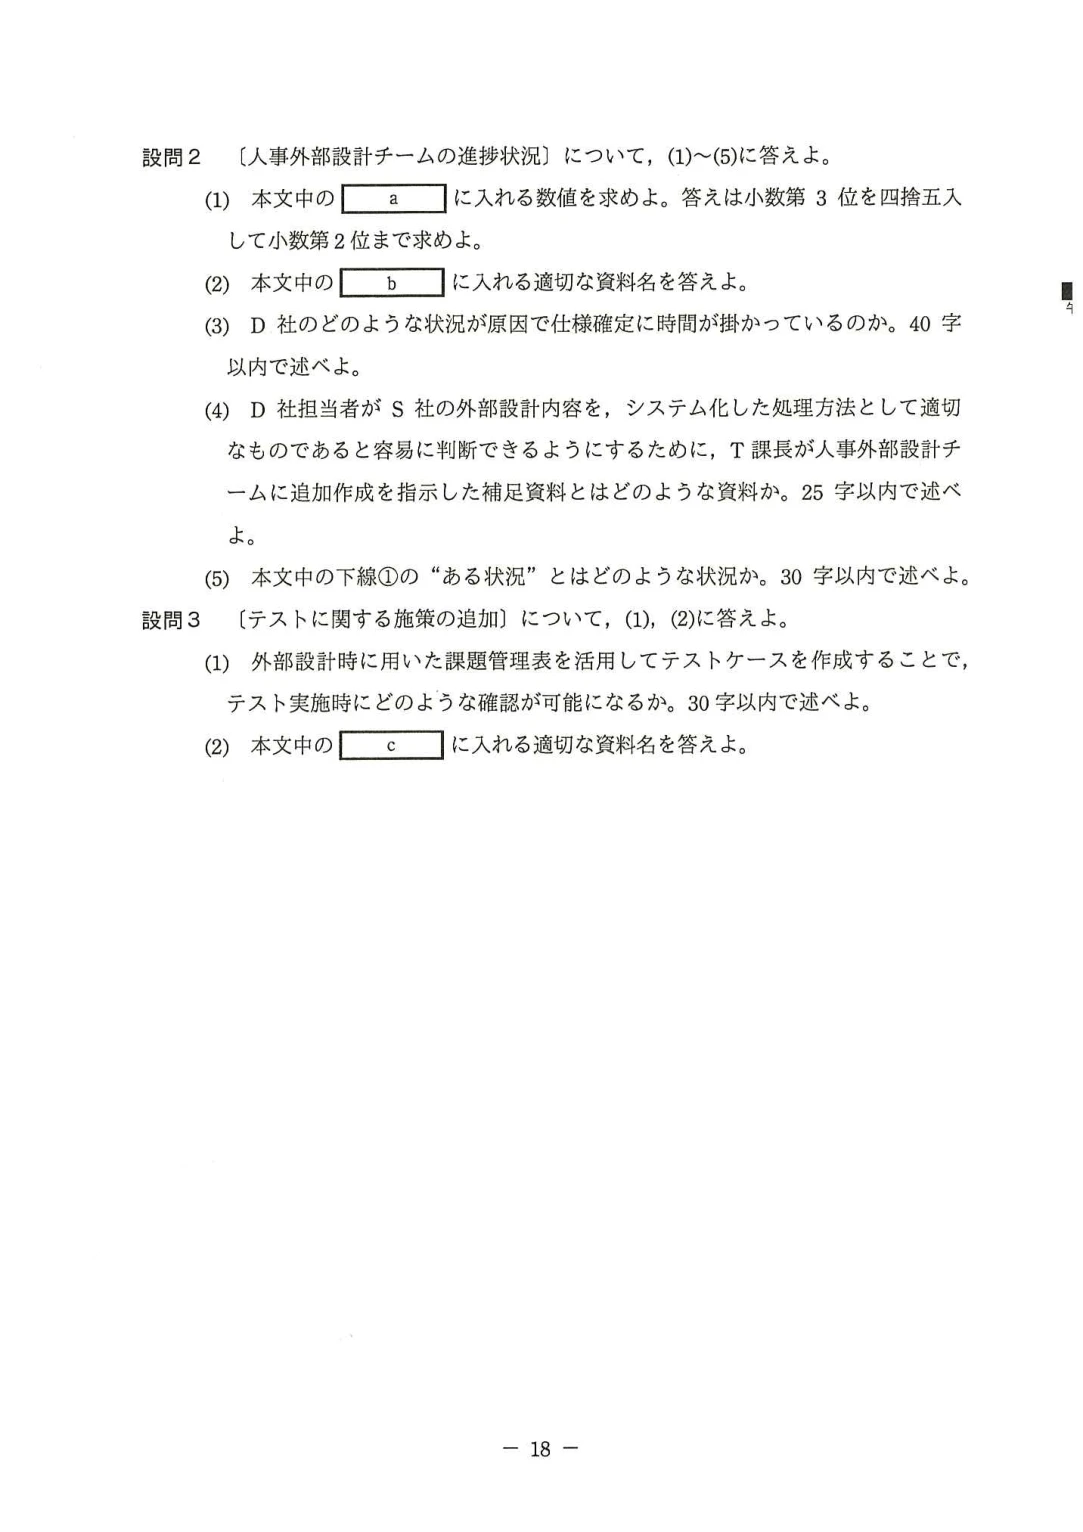 設問2 〔人事外部設計チームの進捗状況〕について，(1)～(5)に答えよ。
(1) 本文中の a に入れる数値を求めよ。答えは小数第 3 位を四捨五入
して小数第 2 位まで求めよ。
(2) 本文中の b に入れる適切な資料名を答えよ。
(3) D 社のどのような状況が原因で仕様確定に時間が掛かっているのか。40 字
以内で述べよ。
(4) D 社担当者が S 社の外部設計内容を，システム化した処理方法として適切
なものであると容易に判断できるようにするために，T 課長が人事外部設計チ
ームに追加作成を指示した補足資料とはどのような資料か。25 字以内で述べ
よ。
(5) 本文中の下線①の“ある状況”とはどのような状況か。30 字以内で述べよ。
設問3 〔テストに関する施策の追加〕について，(1)，(2)に答えよ。
(1) 外部設計時に用いた課題管理表を活用してテストケースを作成することで，
テスト実施時にどのような確認が可能になるか。30 字以内で述べよ。
(2) 本文中の c に入れる適切な資料名を答えよ。
－ 18 －